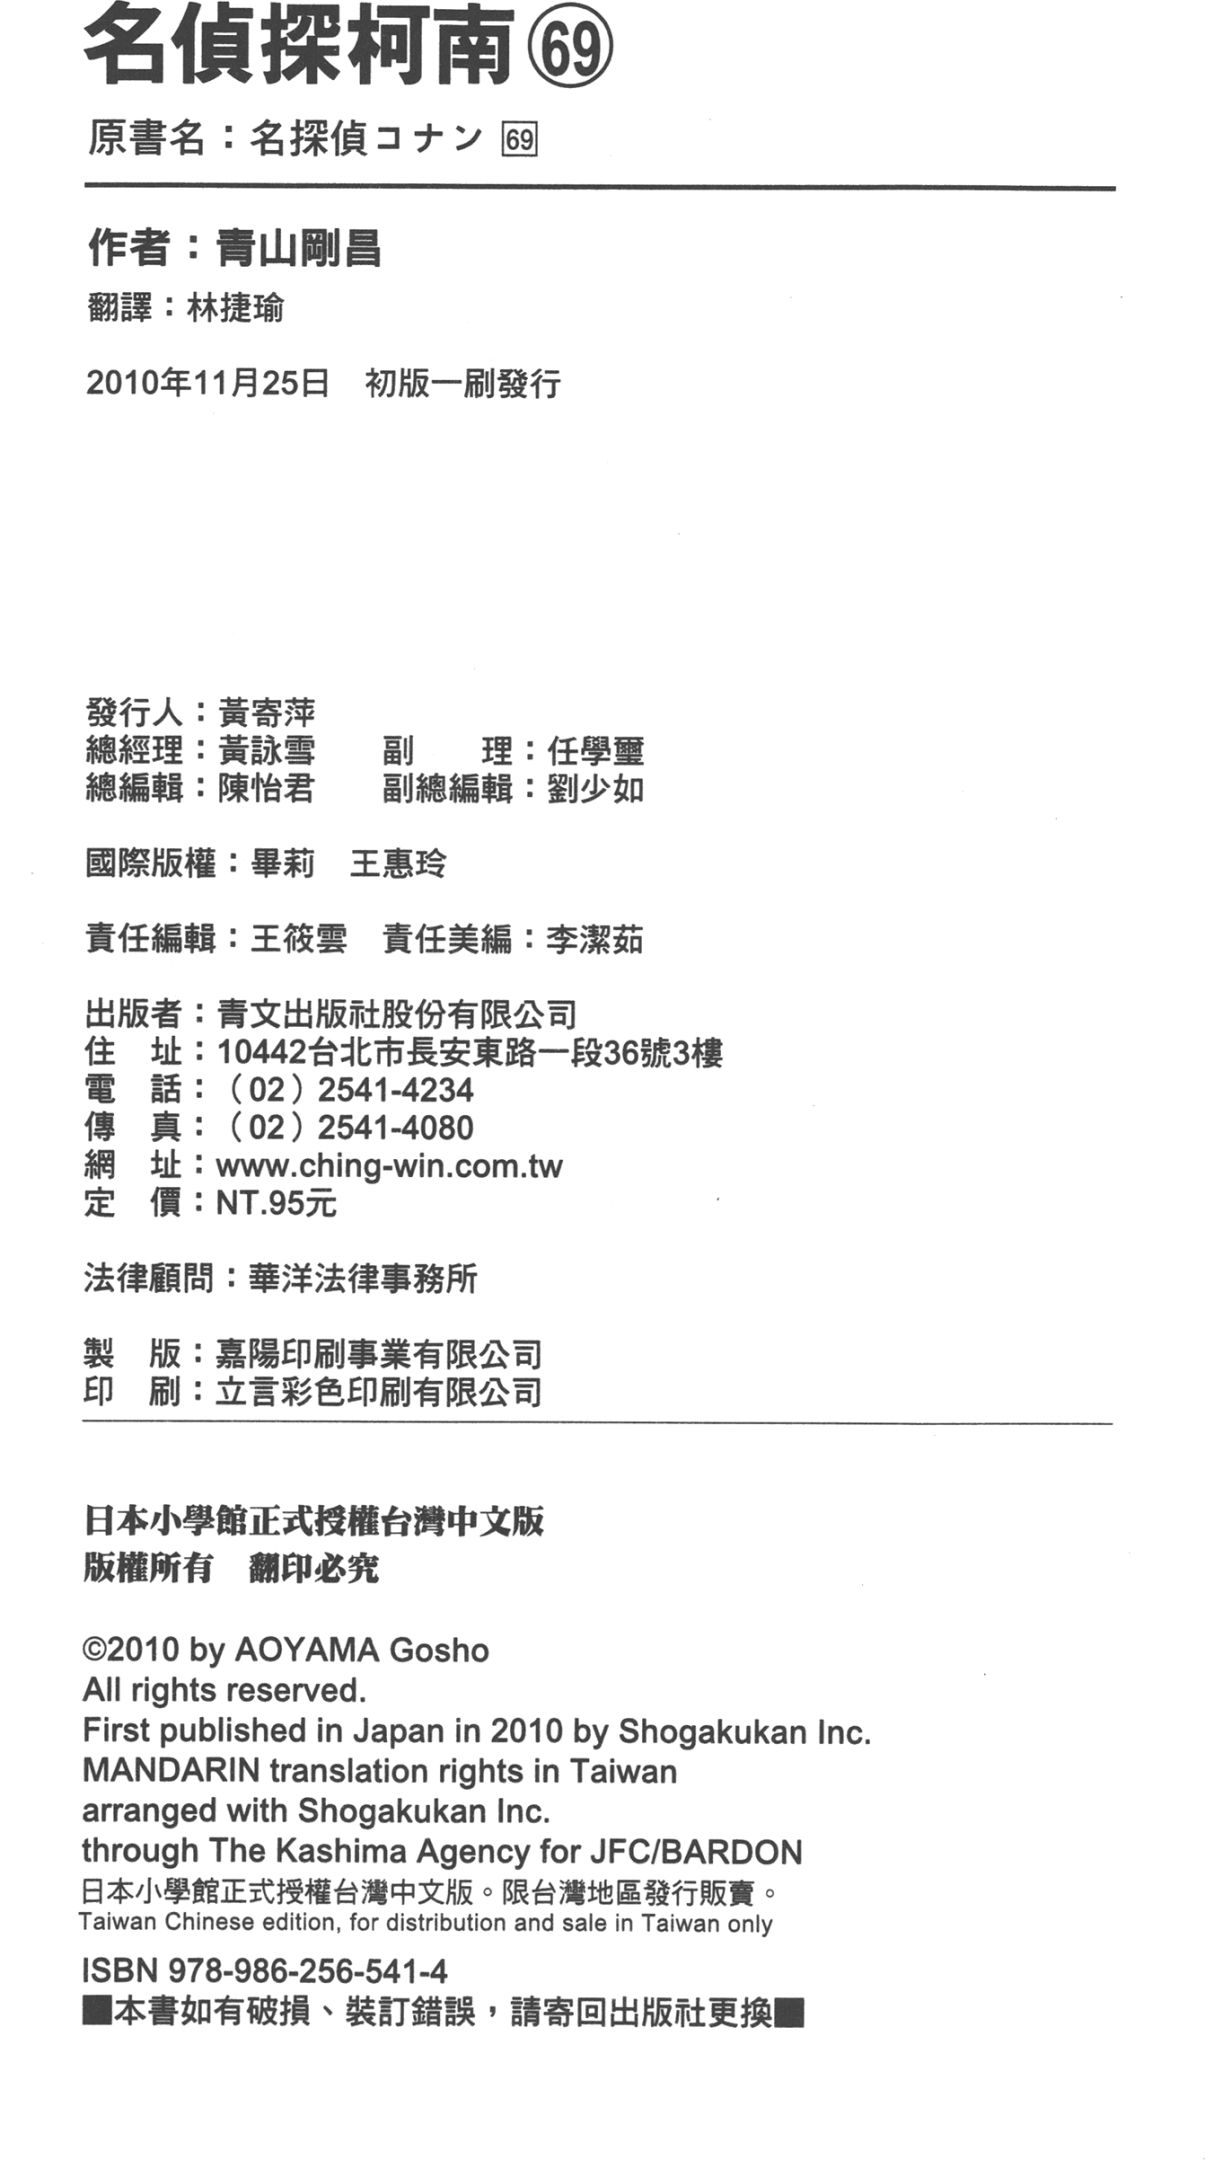 名偵探柯南69
原書名：名探偵コナン 69
作者：青山剛昌
翻譯：林捷瑜
2010年11月25日　初版一刷發行
發行人：黃寄萍
總經理：黃詠雪　　副　　理：任學璽
總編輯：陳怡君　　副總編輯：劉少如
國際版權：畢莉　王惠玲
責任編輯：王筱雲　責任美編：李潔茹
出版者：青文出版社股份有限公司
住　址：10442台北市長安東路一段36號3樓
電　話：（02）2541-4234
傳　真：（02）2541-4080
網　址：www.ching-win.com.tw
定　價：NT.95元
法律顧問：華洋法律事務所
製　版：嘉陽印刷事業有限公司
印　刷：立言彩色印刷有限公司
日本小學館正式授權台灣中文版
版權所有　翻印必究
©2010 by AOYAMA Gosho
All rights reserved.
First published in Japan in 2010 by Shogakukan Inc.
MANDARIN translation rights in Taiwan
arranged with Shogakukan Inc.
through The Kashima Agency for JFC/BARDON
日本小學館正式授權台灣中文版。限台灣地區發行販賣。
Taiwan Chinese edition, for distribution and sale in Taiwan only
ISBN 978-986-256-541-4
■本書如有破損、裝訂錯誤，請寄回出版社更換■